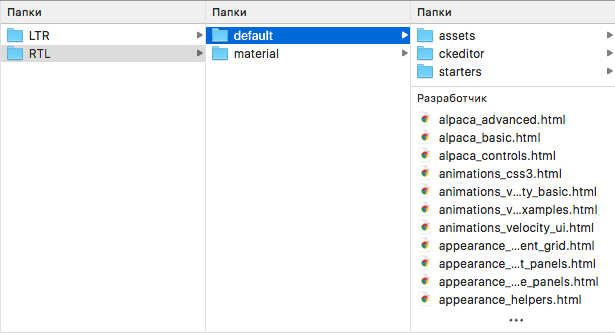 Папки
LTR
RTL
Папки
default
material
Папки
assets
ckeditor
starters
Разработчик
alpaca_advanced.html
alpaca_basic.html
alpaca_controls.html
animations_css3.html
animations_v...ty_basic.html
animations_v...xamples.html
animations_velocity_ui.html
appearance_...ent_grid.html
appearance_...t_panels.html
appearance_...e_panels.html
appearance_helpers.html
•••